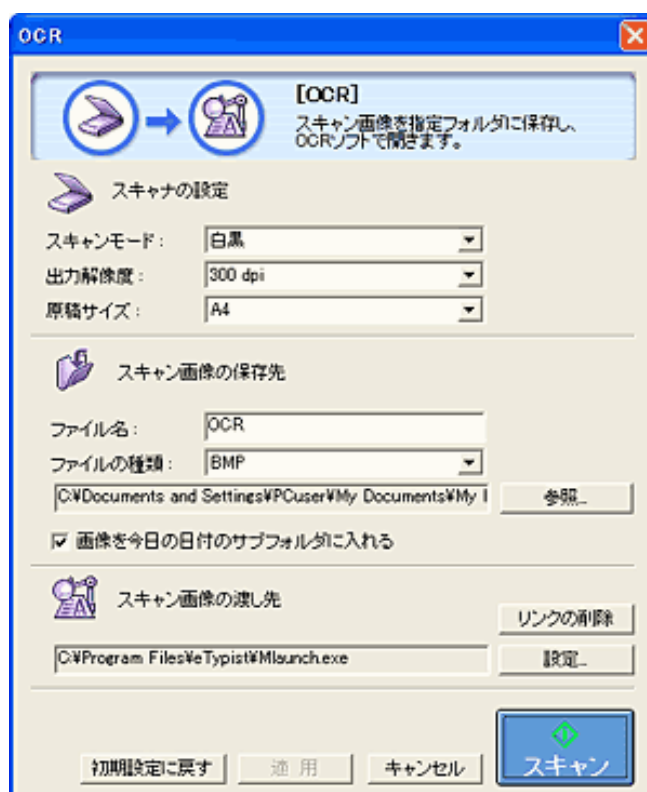 OCR
[OCR]
スキャン画像を指定フォルダに保存し、
OCRソフトで開きます。
スキャナの設定
スキャンモード： 白黒
出力解像度： 300 dpi
原稿サイズ： A4
スキャン画像の保存先
ファイル名： OCR
ファイルの種類： BMP
C:¥Documents and Settings¥PCuser¥My Documents¥My 参照...
画像を今日の日付のサブフォルダに入れる
スキャン画像の渡し先
リンクの削除
C:¥Program Files¥eTypist¥Mlaunch.exe 設定...
初期設定に戻す 適用 キャンセル スキャン